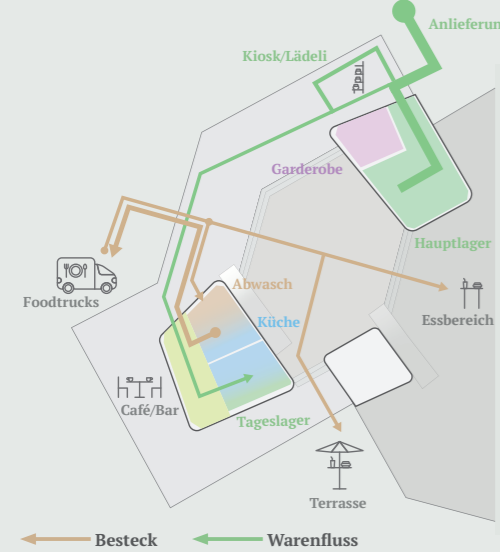 Anlieferun
Kiosk/Lädeli
Garderobe
Hauptlager
Abwasch
Foodtrucks
Küche
Essbereich
Café/Bar
Tageslager
Terrasse
Besteck
Warenfluss